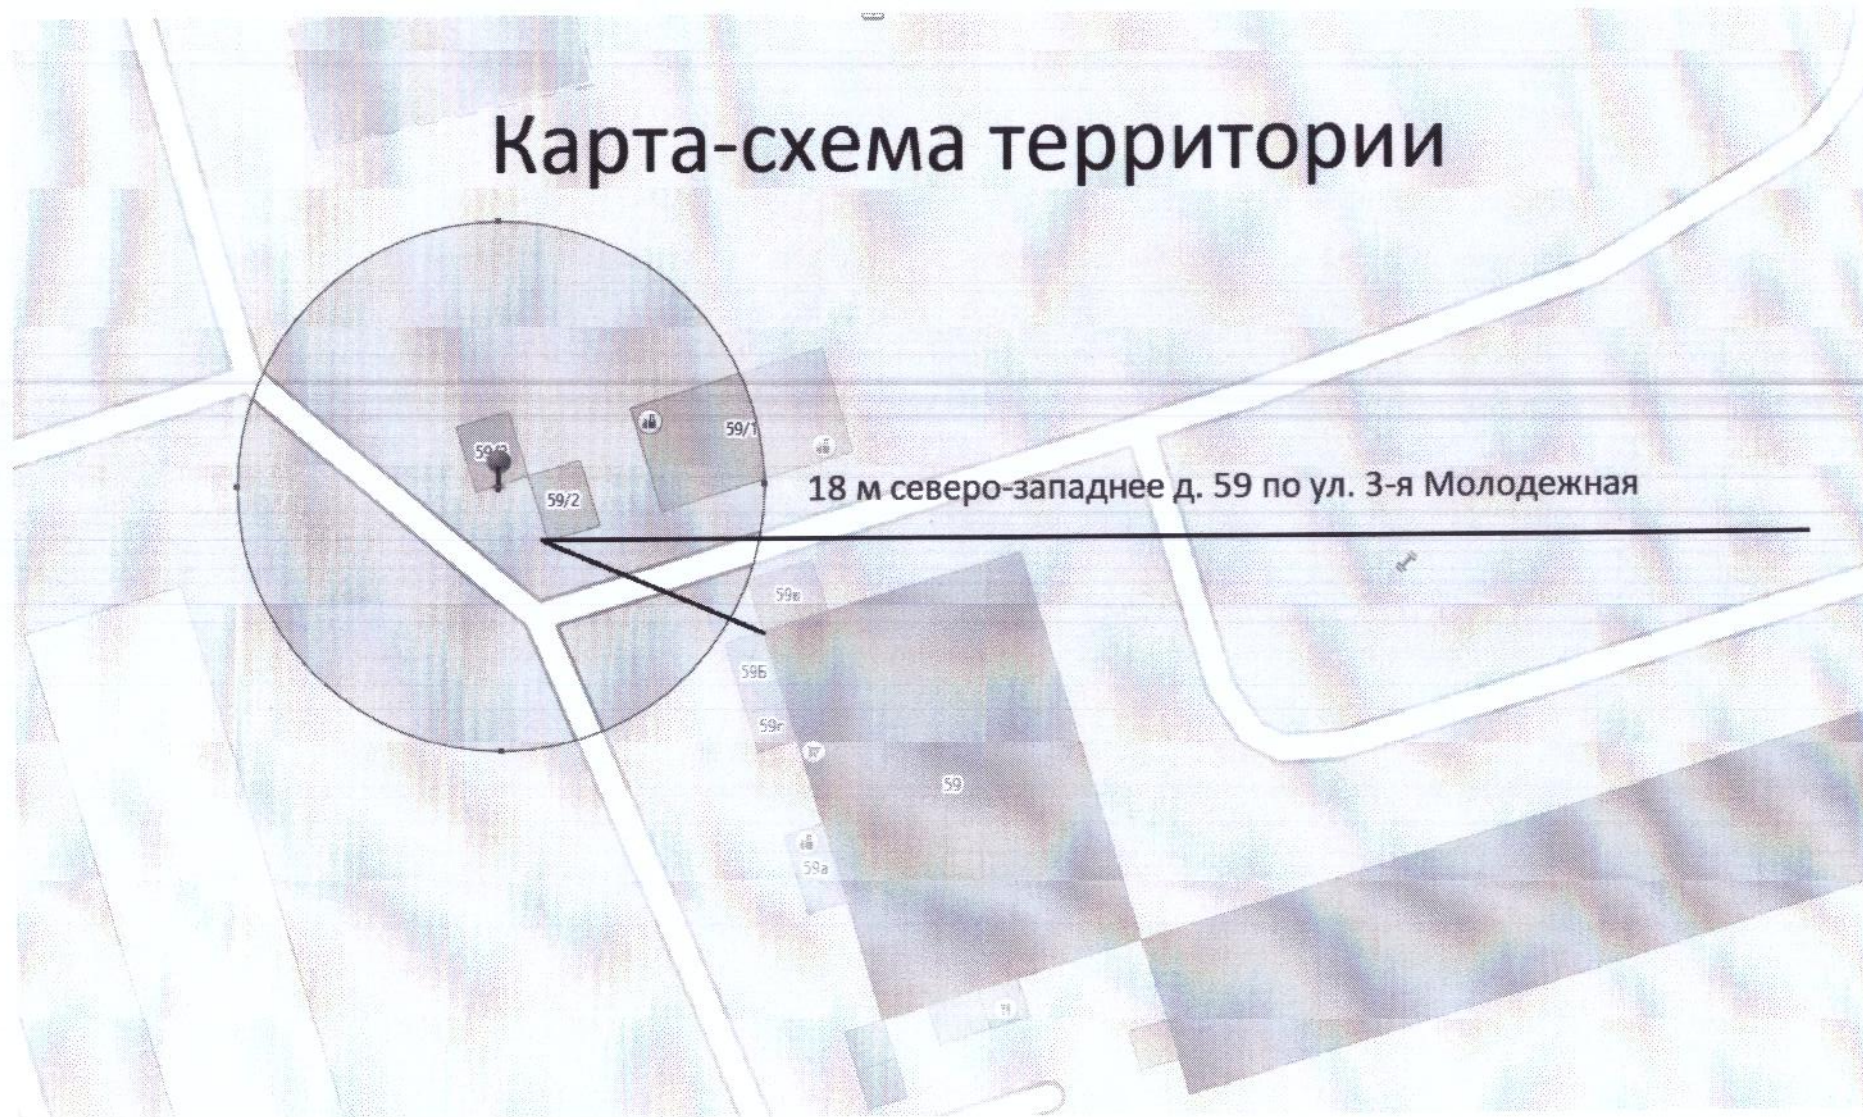 Карта-схема территории
59/1
59/2
18 м северо-западнее д. 59 по ул. 3-я Молодежная
59Б
59г
59
59а